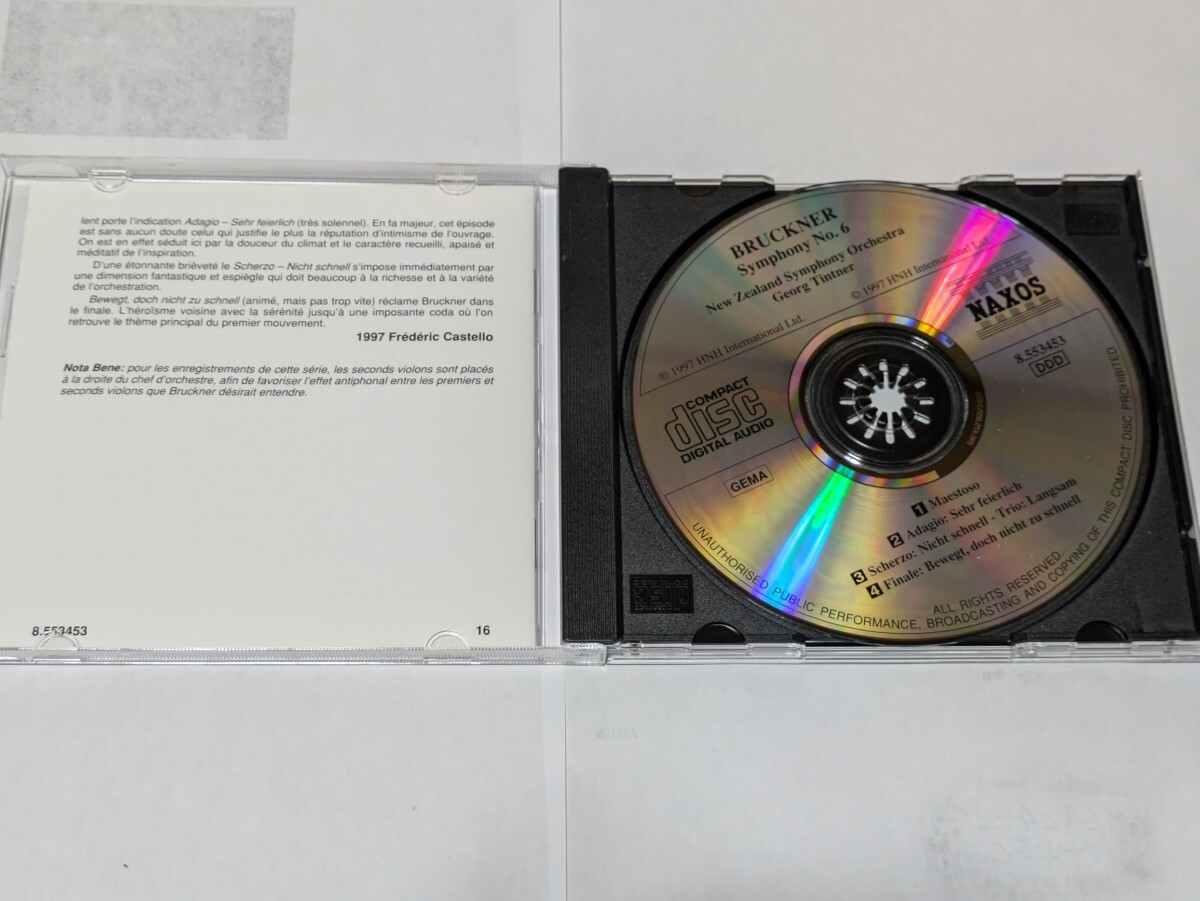 lent porte l'indication Adagio – Sehr feierlich (très solennel). En fa majeur, cet épisode
est sans aucun doute celui qui justifie le plus la réputation d'intimisme de l'ouvrage.
On est en effet séduit ici par la douceur du climat et le caractère recueilli, apaisé et
méditatif de l'inspiration.
D'une étonnante brièveté le Scherzo – Nicht schnell s'impose immédiatement par
une dimension fantastique et espiègle qui doit beaucoup à la richesse et à la variété
de l'orchestration.
Bewegt, doch nicht zu schnell (animé, mais pas trop vite) réclame Bruckner dans
le finale. L'héroïsme voisine avec la sérénité jusqu'à une imposante coda où l'on
retrouve le thème principal du premier mouvement.
1997 Frédéric Castello
Nota Bene: pour les enregistrements de cette série, les seconds violons sont placés
à la droite du chef d'orchestre, afin de favoriser l'effet antiphonal entre les premiers et
seconds violons que Bruckner désirait entendre.
8.553453
16
BRUCKNER
Symphony No. 6
New Zealand Symphony Orchestra
Georg Tintner
℗ 1997 HNH International Ltd.
© 1997 HNH International Ltd.
NAXOS
8.553453
DDD
COMPACT
disc
DIGITAL AUDIO
GEMA
1 Maestoso
2 Adagio: Sehr feierlich
3 Scherzo: Nicht schnell - Trio: Langsam
4 Finale: Bewegt, doch nicht zu schnell
ALL RIGHTS RESERVED.
UNAUTHORISED PUBLIC PERFORMANCE, BROADCASTING AND COPYING OF THIS COMPACT DISC PROHIBITED.